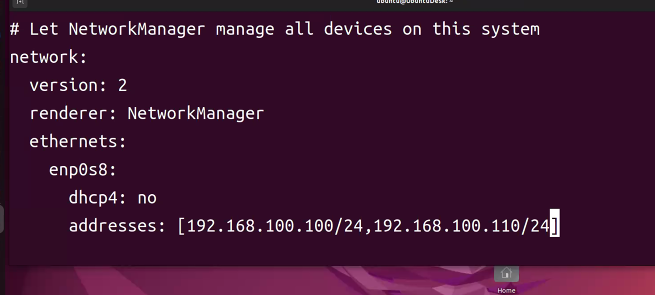 ubuntu@UbuntuDesk: ~
# Let NetworkManager manage all devices on this system
network:
  version: 2
  renderer: NetworkManager
  ethernets:
    enp0s8:
      dhcp4: no
      addresses: [192.168.100.100/24,192.168.100.110/24]
Home